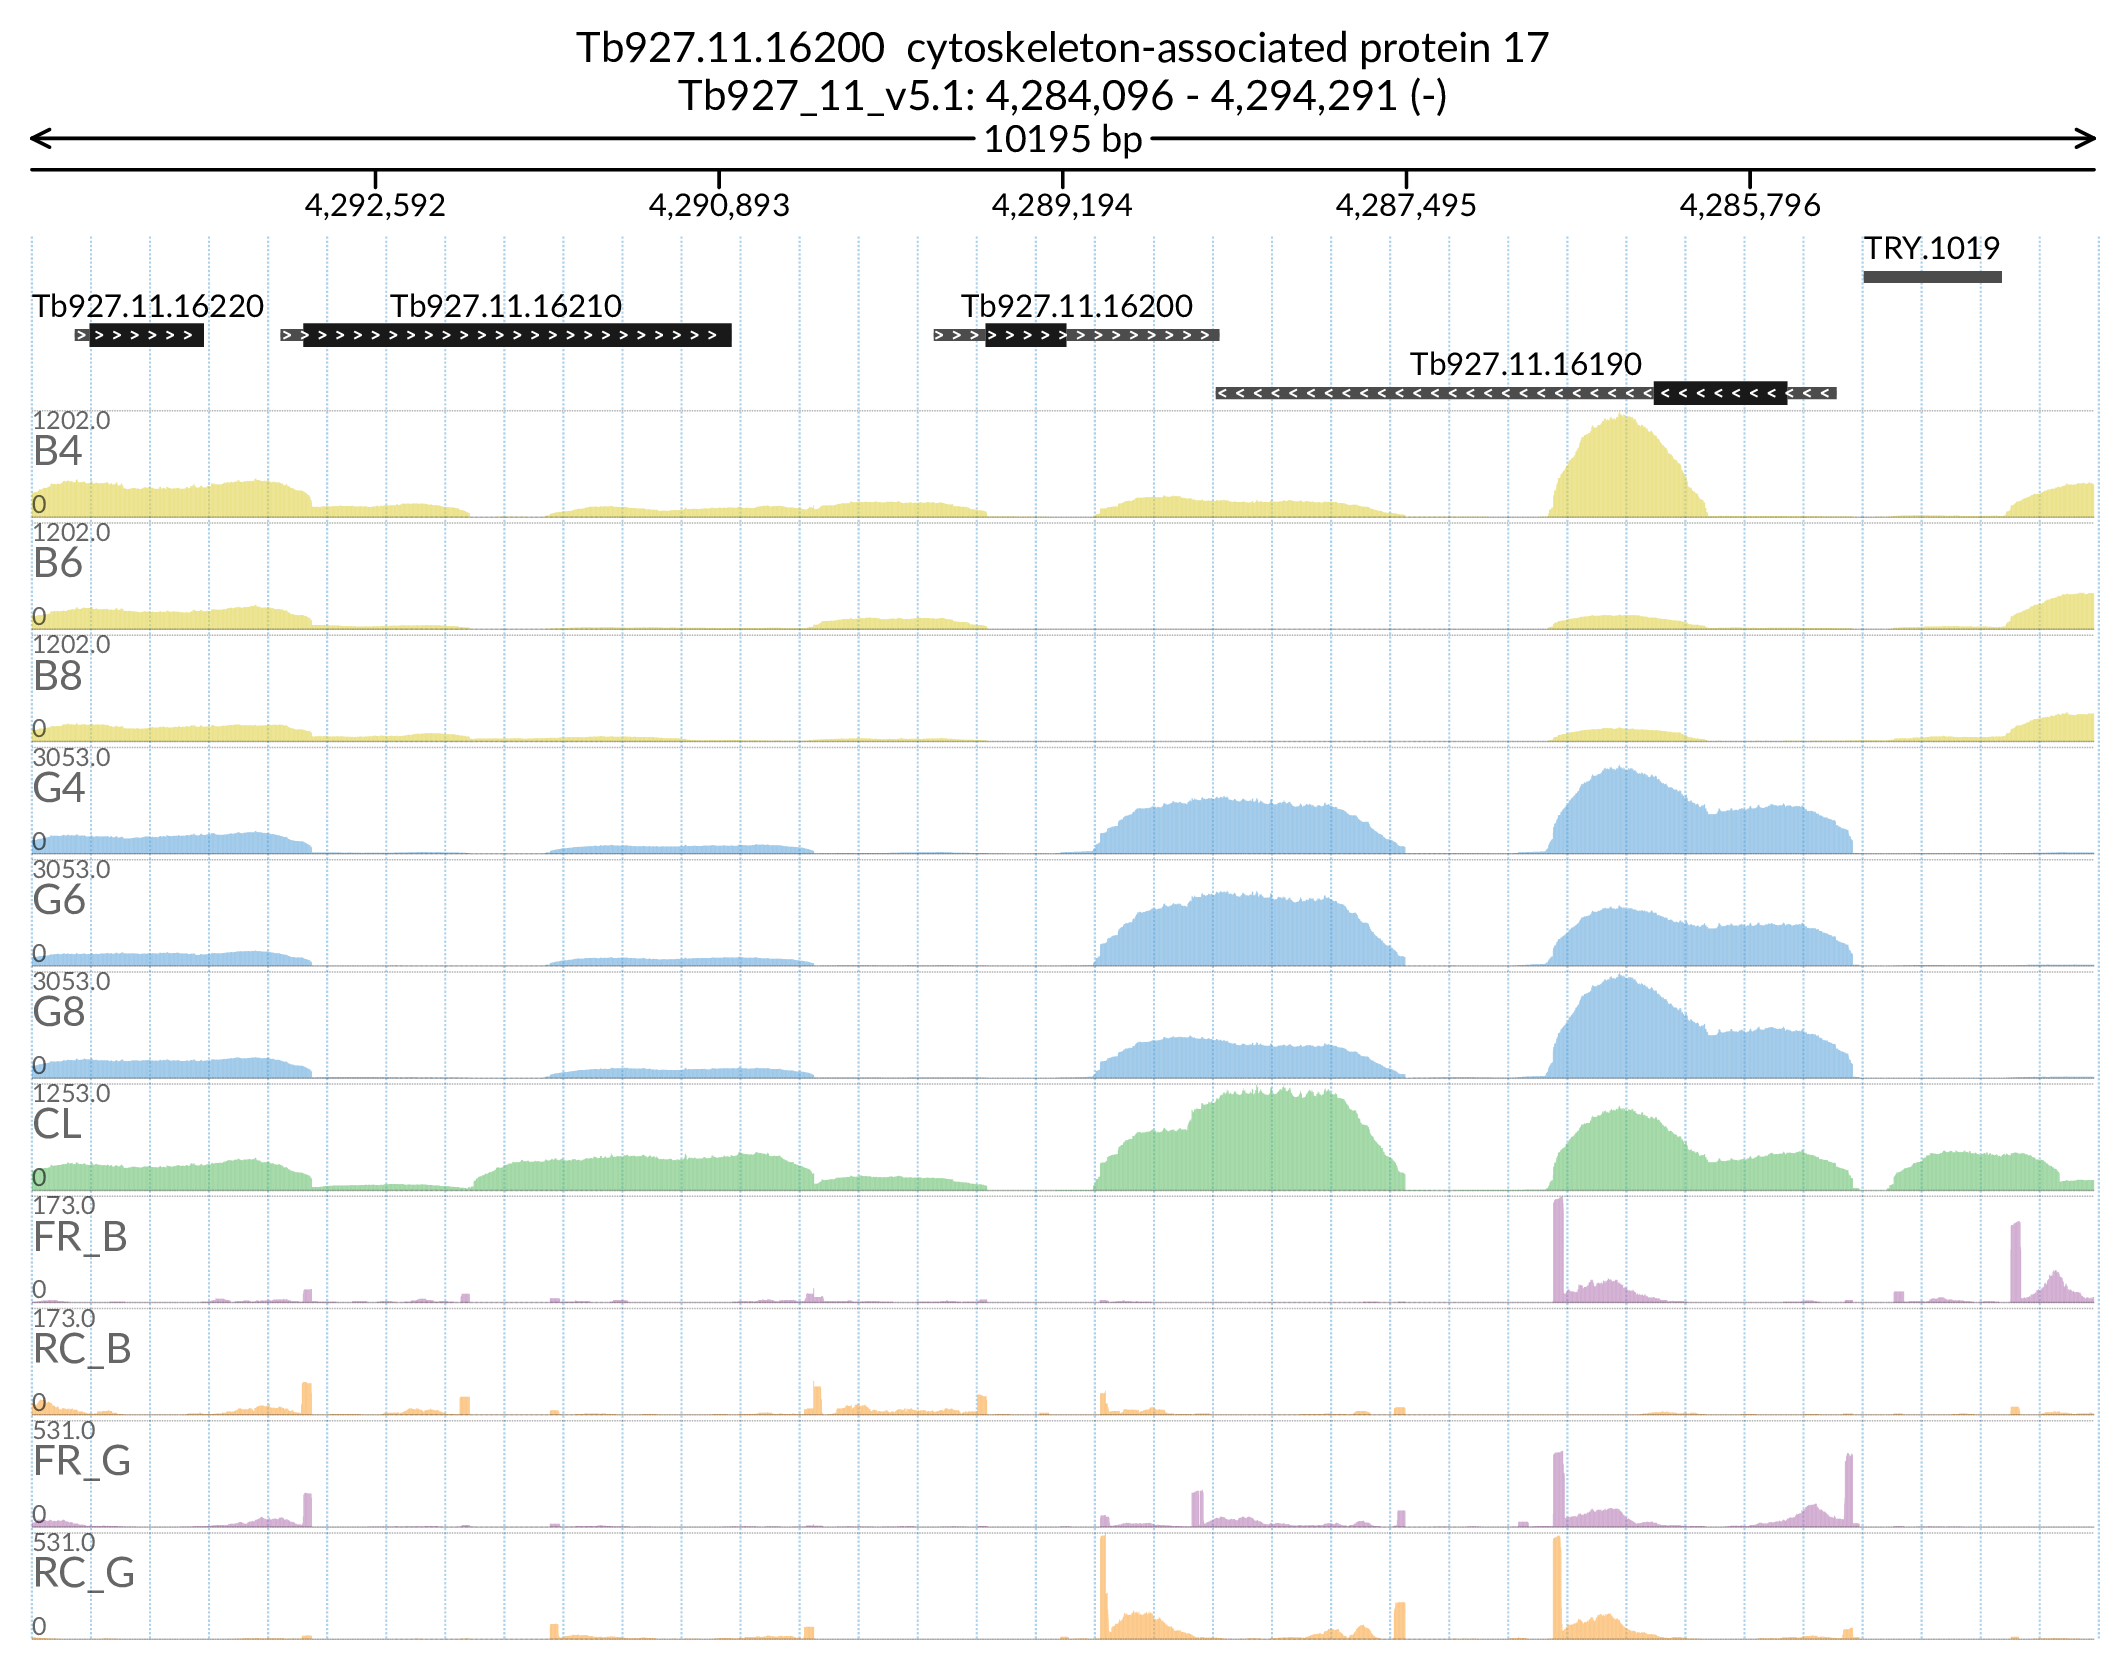 Tb927.11.16200  cytoskeleton-associated protein 17
Tb927_11_v5.1: 4,284,096 - 4,294,291 (-)
10195 bp
4,292,592 4,290,893 4,289,194 4,287,495 4,285,796
TRY.1019
Tb927.11.16220 Tb927.11.16210 Tb927.11.16200
Tb927.11.16190
1202.0
B4
0
1202.0
B6
0
1202.0
B8
0
3053.0
G4
0
3053.0
G6
0
3053.0
G8
0
1253.0
CL
0
173.0
FR_B
0
173.0
RC_B
0
531.0
FR_G
0
531.0
RC_G
0